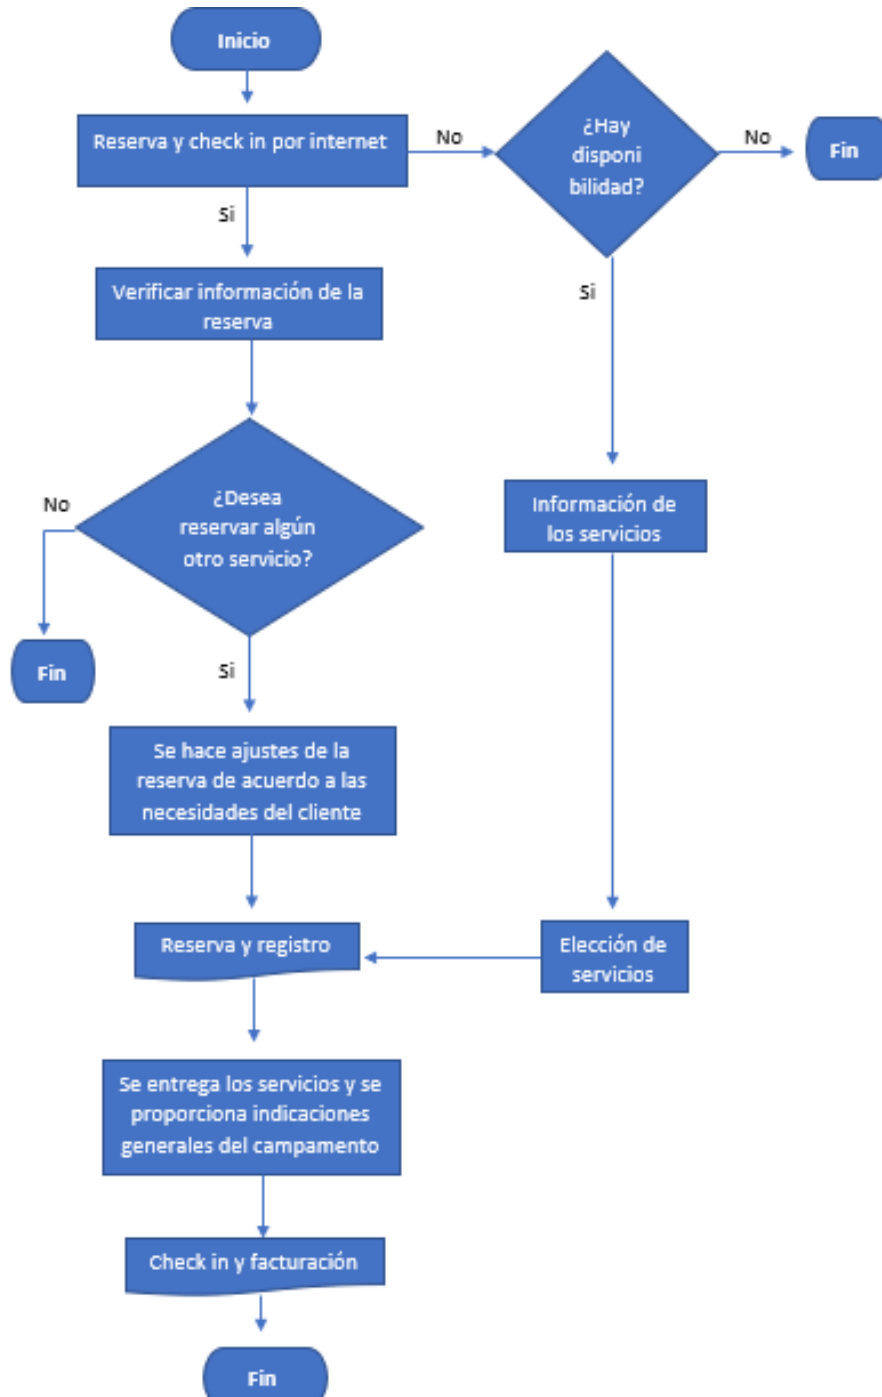 Inicio
Reserva y check in por internet
No
¿Hay
disponi
bilidad?
No
Fin
Si
Verificar información de la
reserva
Si
No
¿Desea
reservar algún
otro servicio?
Información de
los servicios
Fin
Si
Se hace ajustes de la
reserva de acuerdo a las
necesidades del cliente
Reserva y registro
Elección de
servicios
Se entrega los servicios y se
proporciona indicaciones
generales del campamento
Check in y facturación
Fin